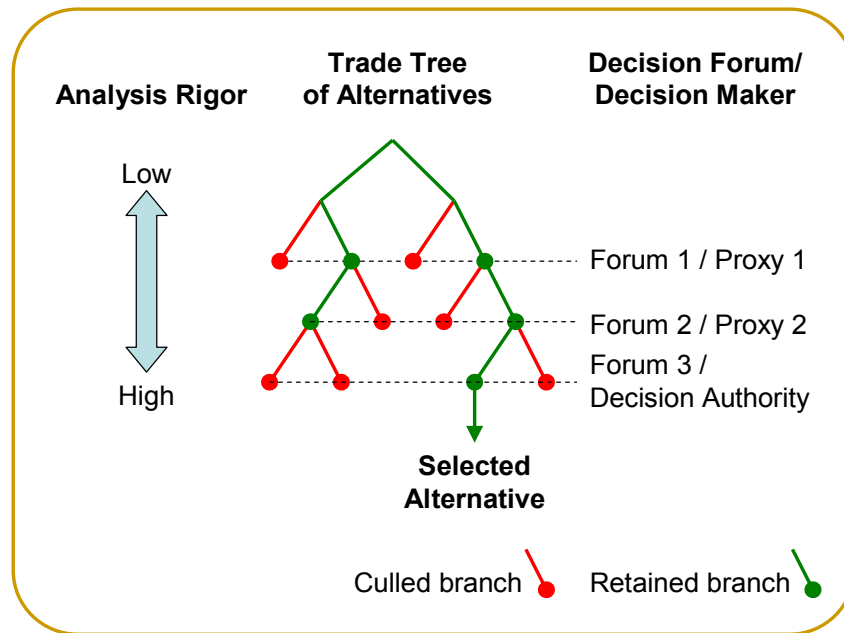 Analysis Rigor
Trade Tree
of Alternatives
Decision Forum/
Decision Maker
Low
High
Forum 1 / Proxy 1
Forum 2 / Proxy 2
Forum 3 /
Decision Authority
Selected
Alternative
Culled branch
Retained branch